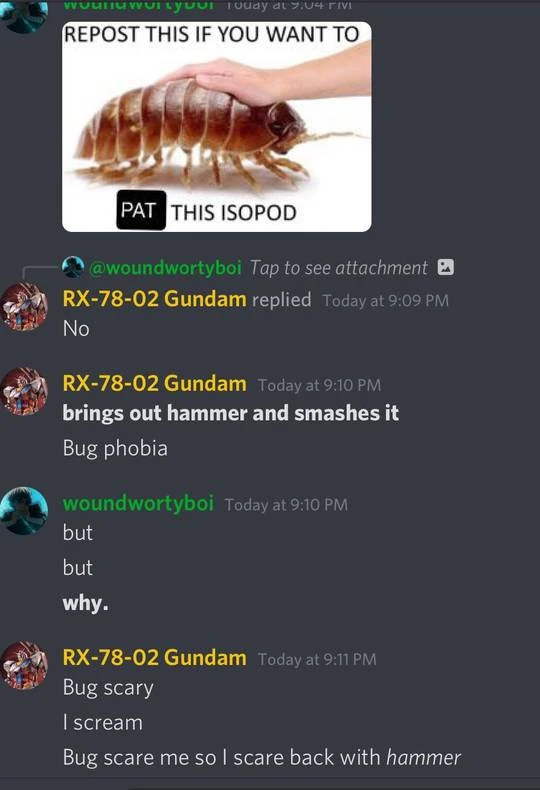 woundwortyboi Today at 9:04 PM
REPOST THIS IF YOU WANT TO
PAT THIS ISOPOD
@woundwortyboi Tap to see attachment
RX-78-02 Gundam replied Today at 9:09 PM
No
RX-78-02 Gundam Today at 9:10 PM
brings out hammer and smashes it
Bug phobia
woundwortyboi Today at 9:10 PM
but
but
why.
RX-78-02 Gundam Today at 9:11 PM
Bug scary
I scream
Bug scare me so I scare back with hammer